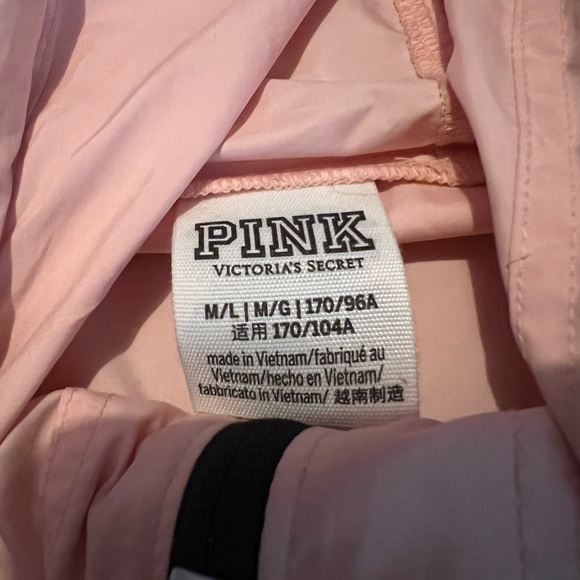 PINK
VICTORIA'S SECRET
M/L | M/G | 170/96A
适用 170/104A
made in Vietnam/fabriqué au
Vietnam/hecho en Vietnam/
fabbricato in Vietnam/ 越南制造